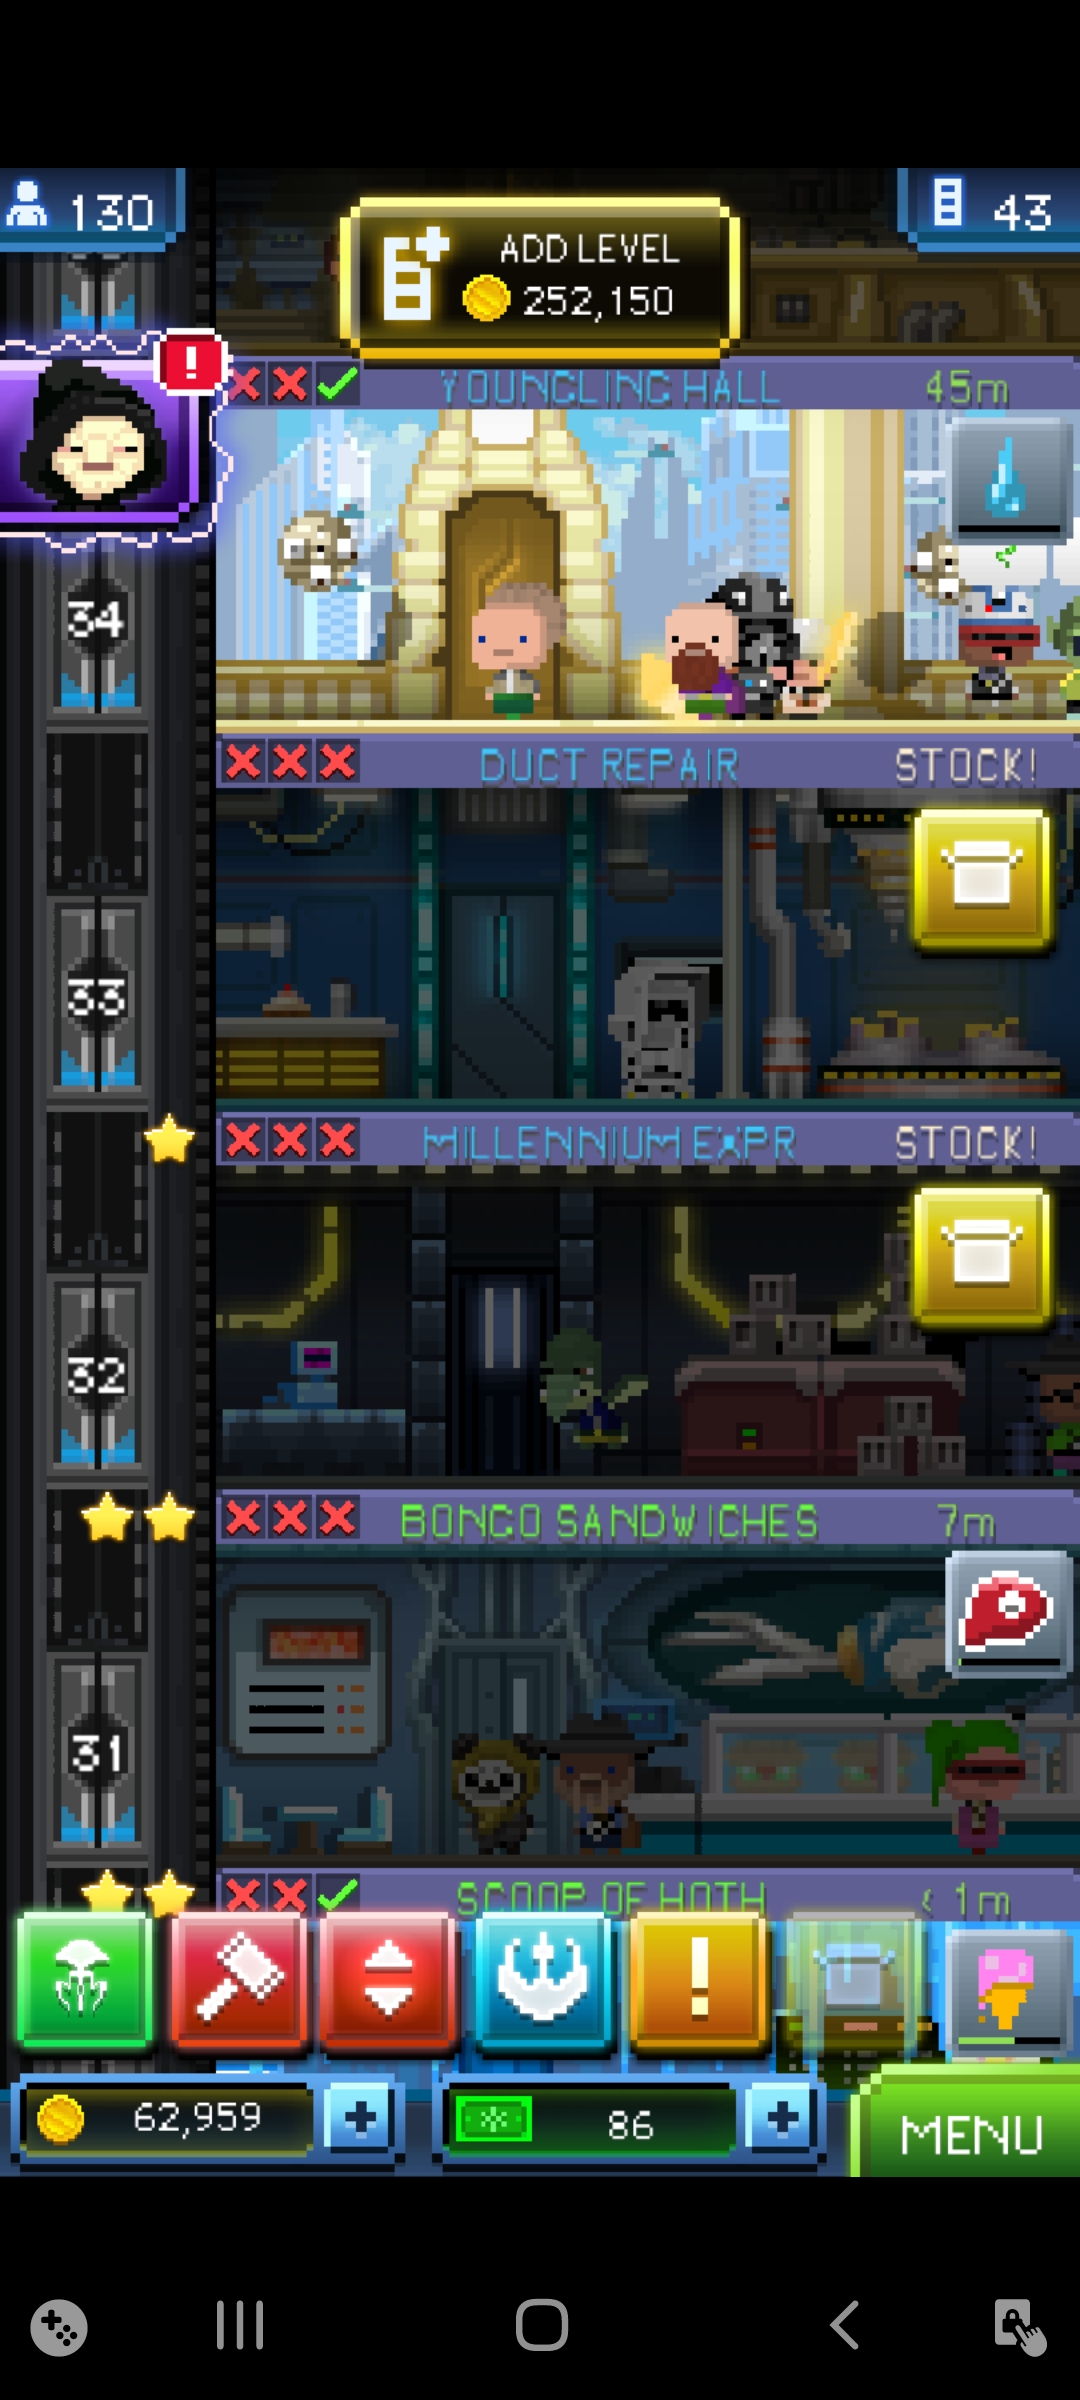 130
ADD LEVEL
252,150
43
!
YOUNGLING HALL
45m
34
DUCT REPAIR
STOCK!
33
MILLENNIUM EXPR
STOCK!
32
BONGO SANDWICHES
7m
31
SCOOP OF HOTH
< 1m
!
62,959
+
86
+
MENU